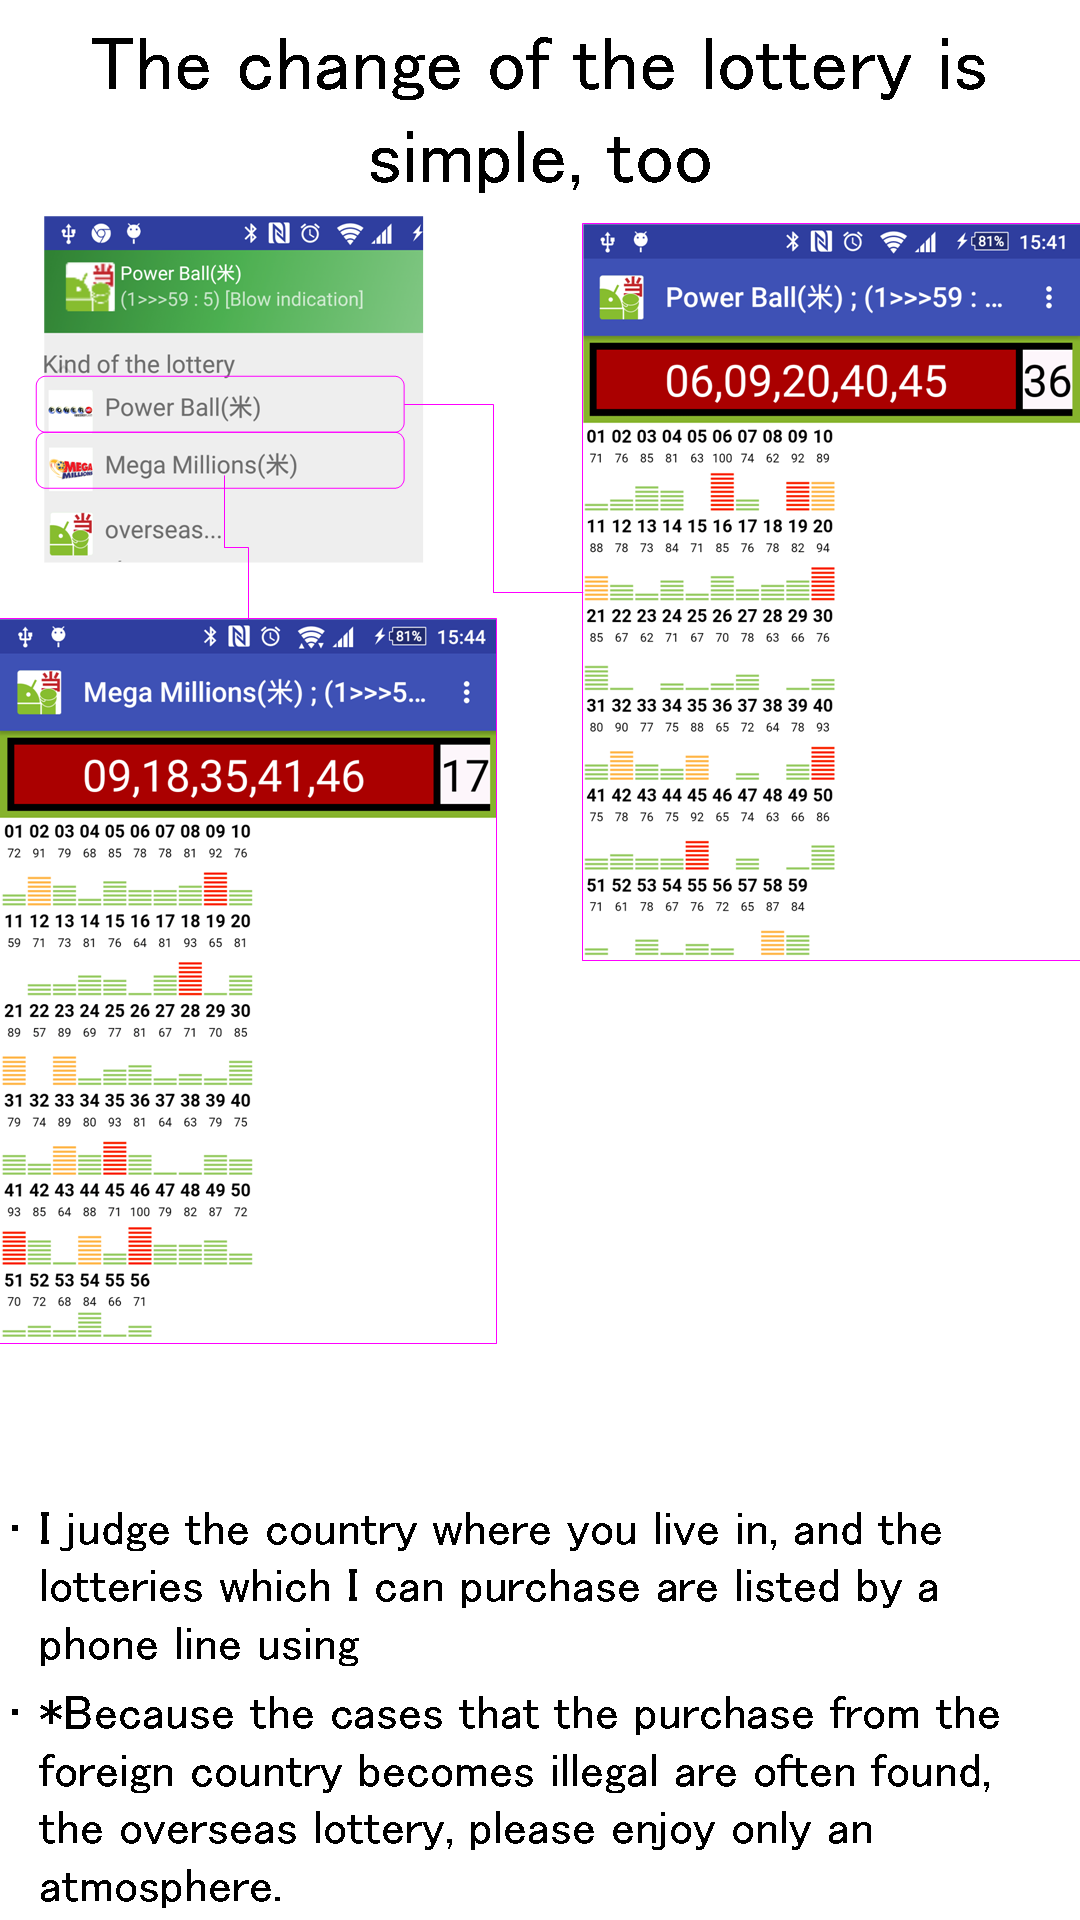 The change of the lottery is
simple, too
Power Ball(米)
(1>>>59 : 5) [Blow indication]
Kind of the lottery
Power Ball(米)
MEGA MILLIONS
Mega Millions(米)
当
overseas...
81% 15:41
Power Ball(米) ; (1>>>59 : ...
06,09,20,40,45 36
01 02 03 04 05 06 07 08 09 10
71 76 85 81 63 100 74 62 92 89
11 12 13 14 15 16 17 18 19 20
88 78 73 84 71 85 76 78 82 94
21 22 23 24 25 26 27 28 29 30
85 67 62 71 67 70 78 63 66 76
31 32 33 34 35 36 37 38 39 40
80 90 77 75 88 65 72 64 78 93
41 42 43 44 45 46 47 48 49 50
75 78 76 75 92 65 74 63 66 86
51 52 53 54 55 56 57 58 59
71 61 78 67 76 72 65 87 84
81% 15:44
Mega Millions(米) ; (1>>>5...
09,18,35,41,46 17
01 02 03 04 05 06 07 08 09 10
72 91 79 68 85 78 78 81 92 76
11 12 13 14 15 16 17 18 19 20
59 71 73 81 76 64 81 93 65 81
21 22 23 24 25 26 27 28 29 30
89 57 89 69 77 81 67 71 70 85
31 32 33 34 35 36 37 38 39 40
79 74 89 80 93 81 64 63 79 75
41 42 43 44 45 46 47 48 49 50
93 85 64 88 71 100 79 82 87 72
51 52 53 54 55 56
70 72 68 84 66 71
・I judge the country where you live in, and the
lotteries which I can purchase are listed by a
phone line using
・*Because the cases that the purchase from the
foreign country becomes illegal are often found,
the overseas lottery, please enjoy only an
atmosphere.